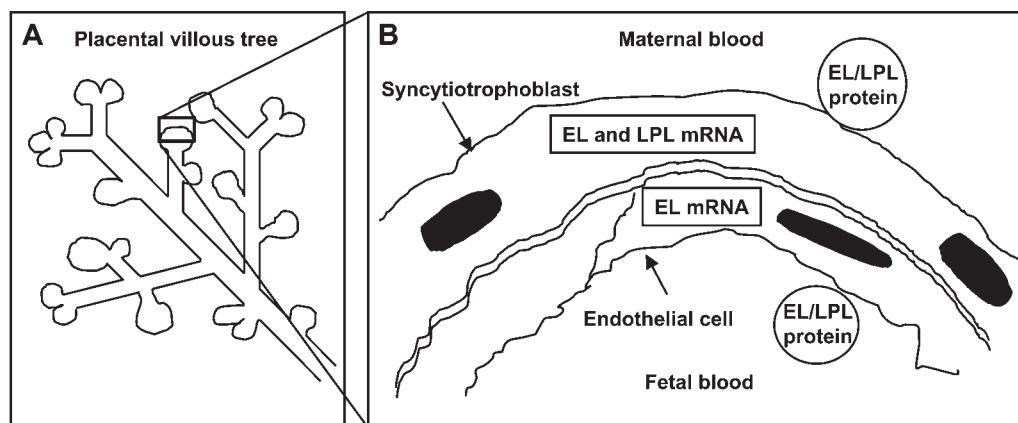 A
Placental villous tree
B
Maternal blood
Syncytiotrophoblast
EL/LPL
protein
EL and LPL mRNA
EL mRNA
Endothelial cell
EL/LPL
protein
Fetal blood